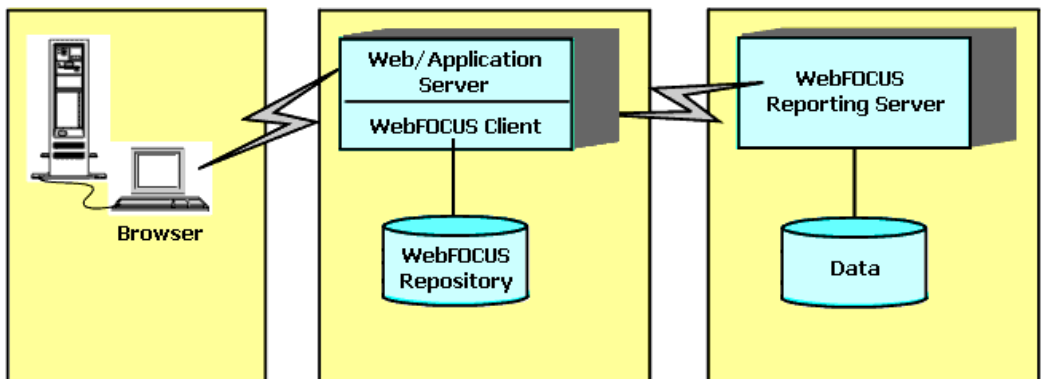 Browser
Web/Application
Server
WebFOCUS Client
WebFOCUS
Repository
WebFOCUS
Reporting Server
Data